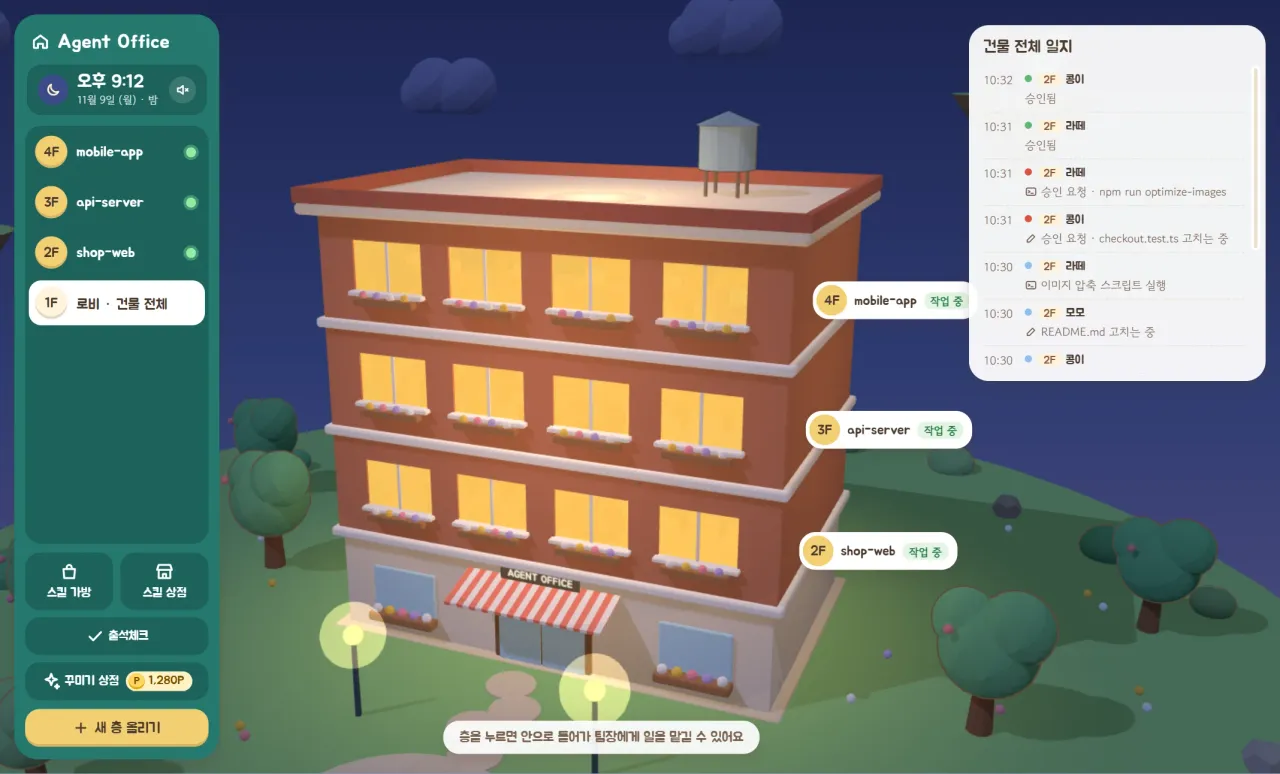 Agent Office
오후 9:12
11월 9일 (월) · 밤
4F mobile-app
3F api-server
2F shop-web
1F 로비 · 건물 전체
스킬 가방
스킬 상점
출석체크
꾸미기 상점 P 1,280P
+ 새 층 올리기
AGENT OFFICE
4F mobile-app 작업 중
3F api-server 작업 중
2F shop-web 작업 중
층을 누르면 안으로 들어가 팀장에게 일을 맡길 수 있어요
건물 전체 일지
10:32 2F 콩이
승인됨
10:31 2F 라떼
승인됨
10:31 2F 라떼
승인 요청 · npm run optimize-images
10:31 2F 콩이
승인 요청 · checkout.test.ts 고치는 중
10:30 2F 라떼
이미지 압축 스크립트 실행
10:30 2F 모모
README.md 고치는 중
10:30 2F 콩이